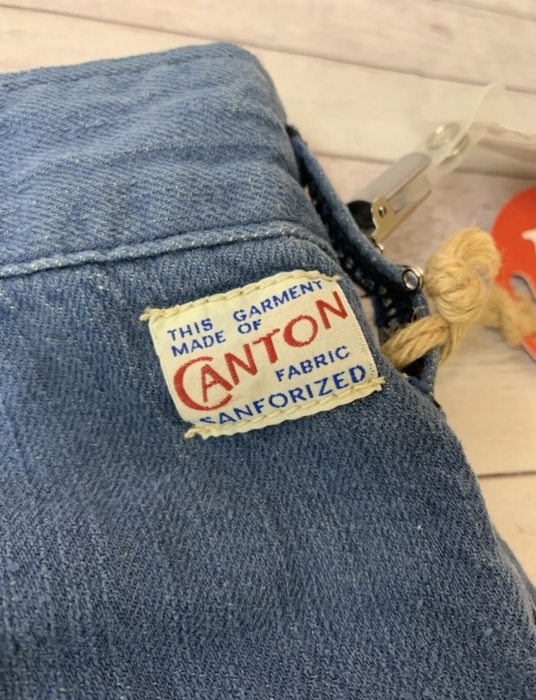 THIS GARMENT
MADE OF
CANTON
FABRIC
SANFORIZED